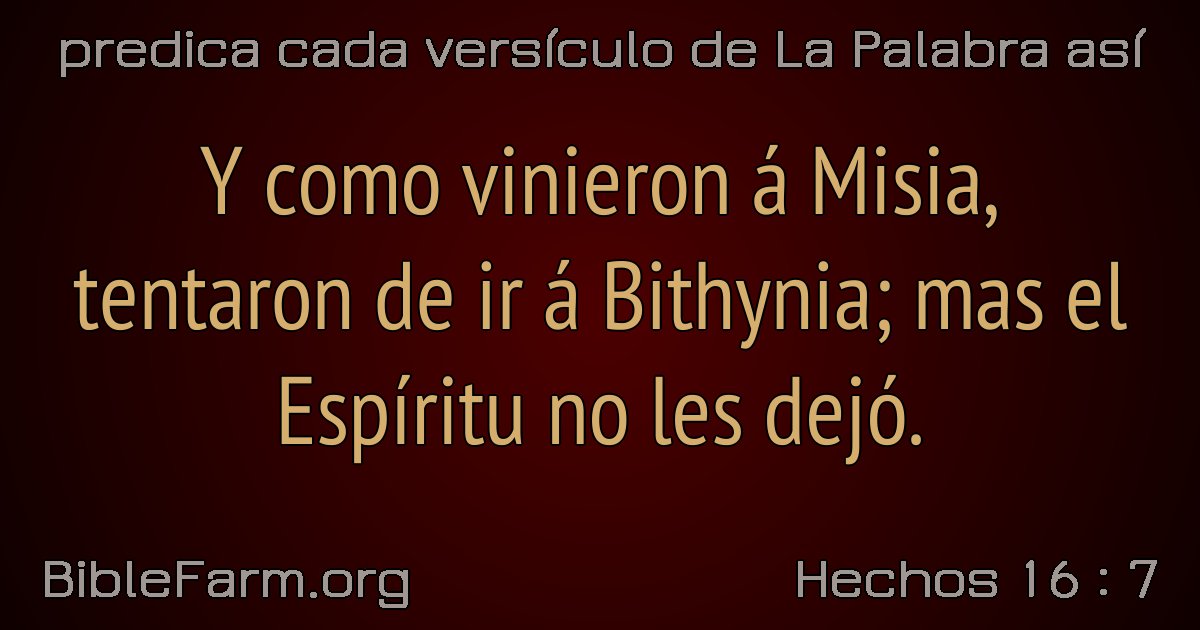 predica cada versículo de La Palabra así
Y como vinieron á Misia,
tentaron de ir á Bithynia; mas el
Espíritu no les dejó.
BibleFarm.org
Hechos 16 : 7